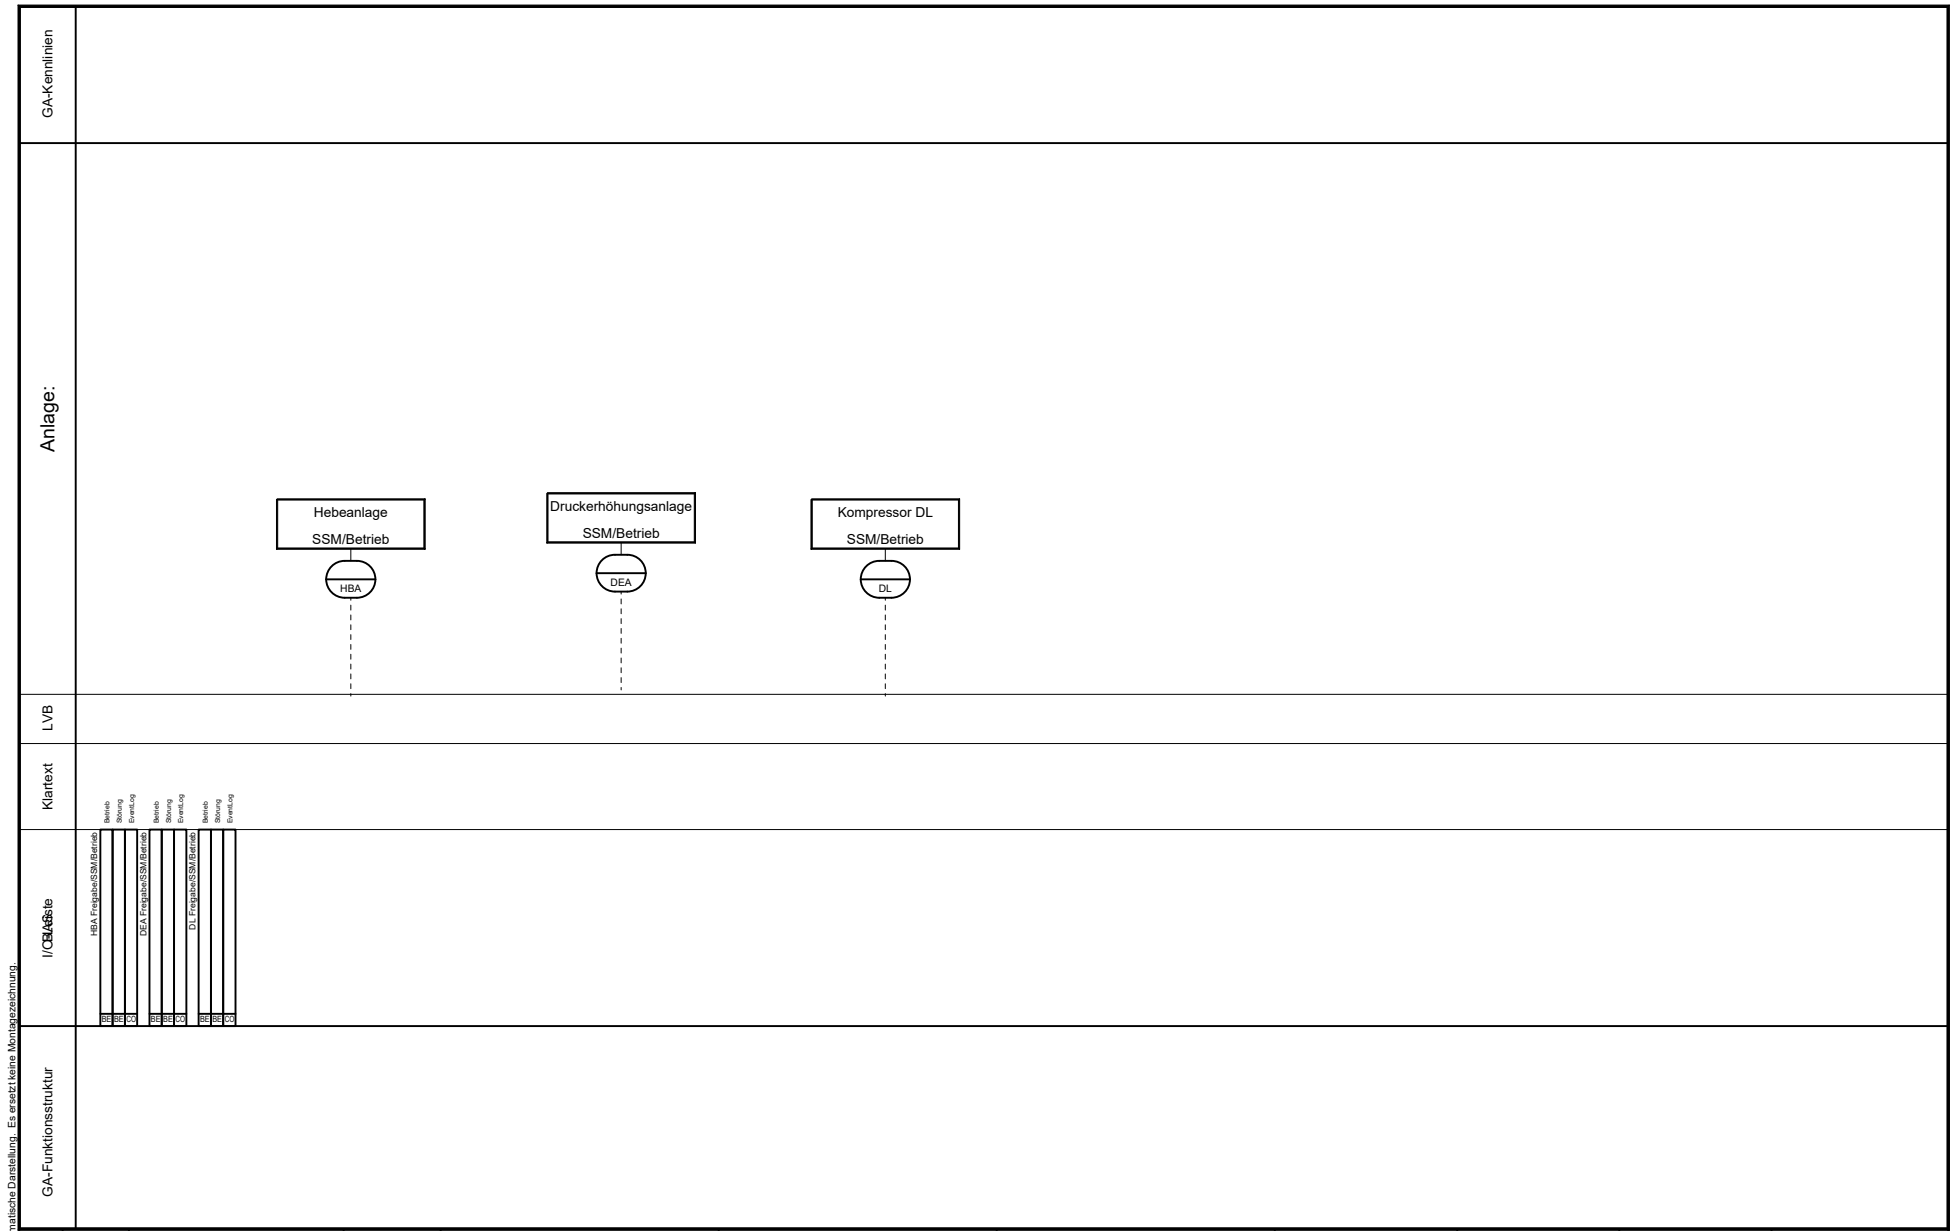 GA-Kennlinien
Anlage:
Hebeanlage
SSM/Betrieb
HBA
Druckerhöhungsanlage
SSM/Betrieb
DEA
Kompressor DL
SSM/Betrieb
DL
LVB
Klartext
Betrieb
Störung
EventLog
Betrieb
Störung
EventLog
Betrieb
Störung
EventLog
HBA Freigabe/SSM/Betrieb
DEA Freigabe/SSM/Betrieb
DL Freigabe/SSM/Betrieb
BE
BE
CO
BE
BE
CO
BE
BE
CO
GA-Funktionsstruktur
matische Darstellung. Es ersetzt keine Montagezeichnung.